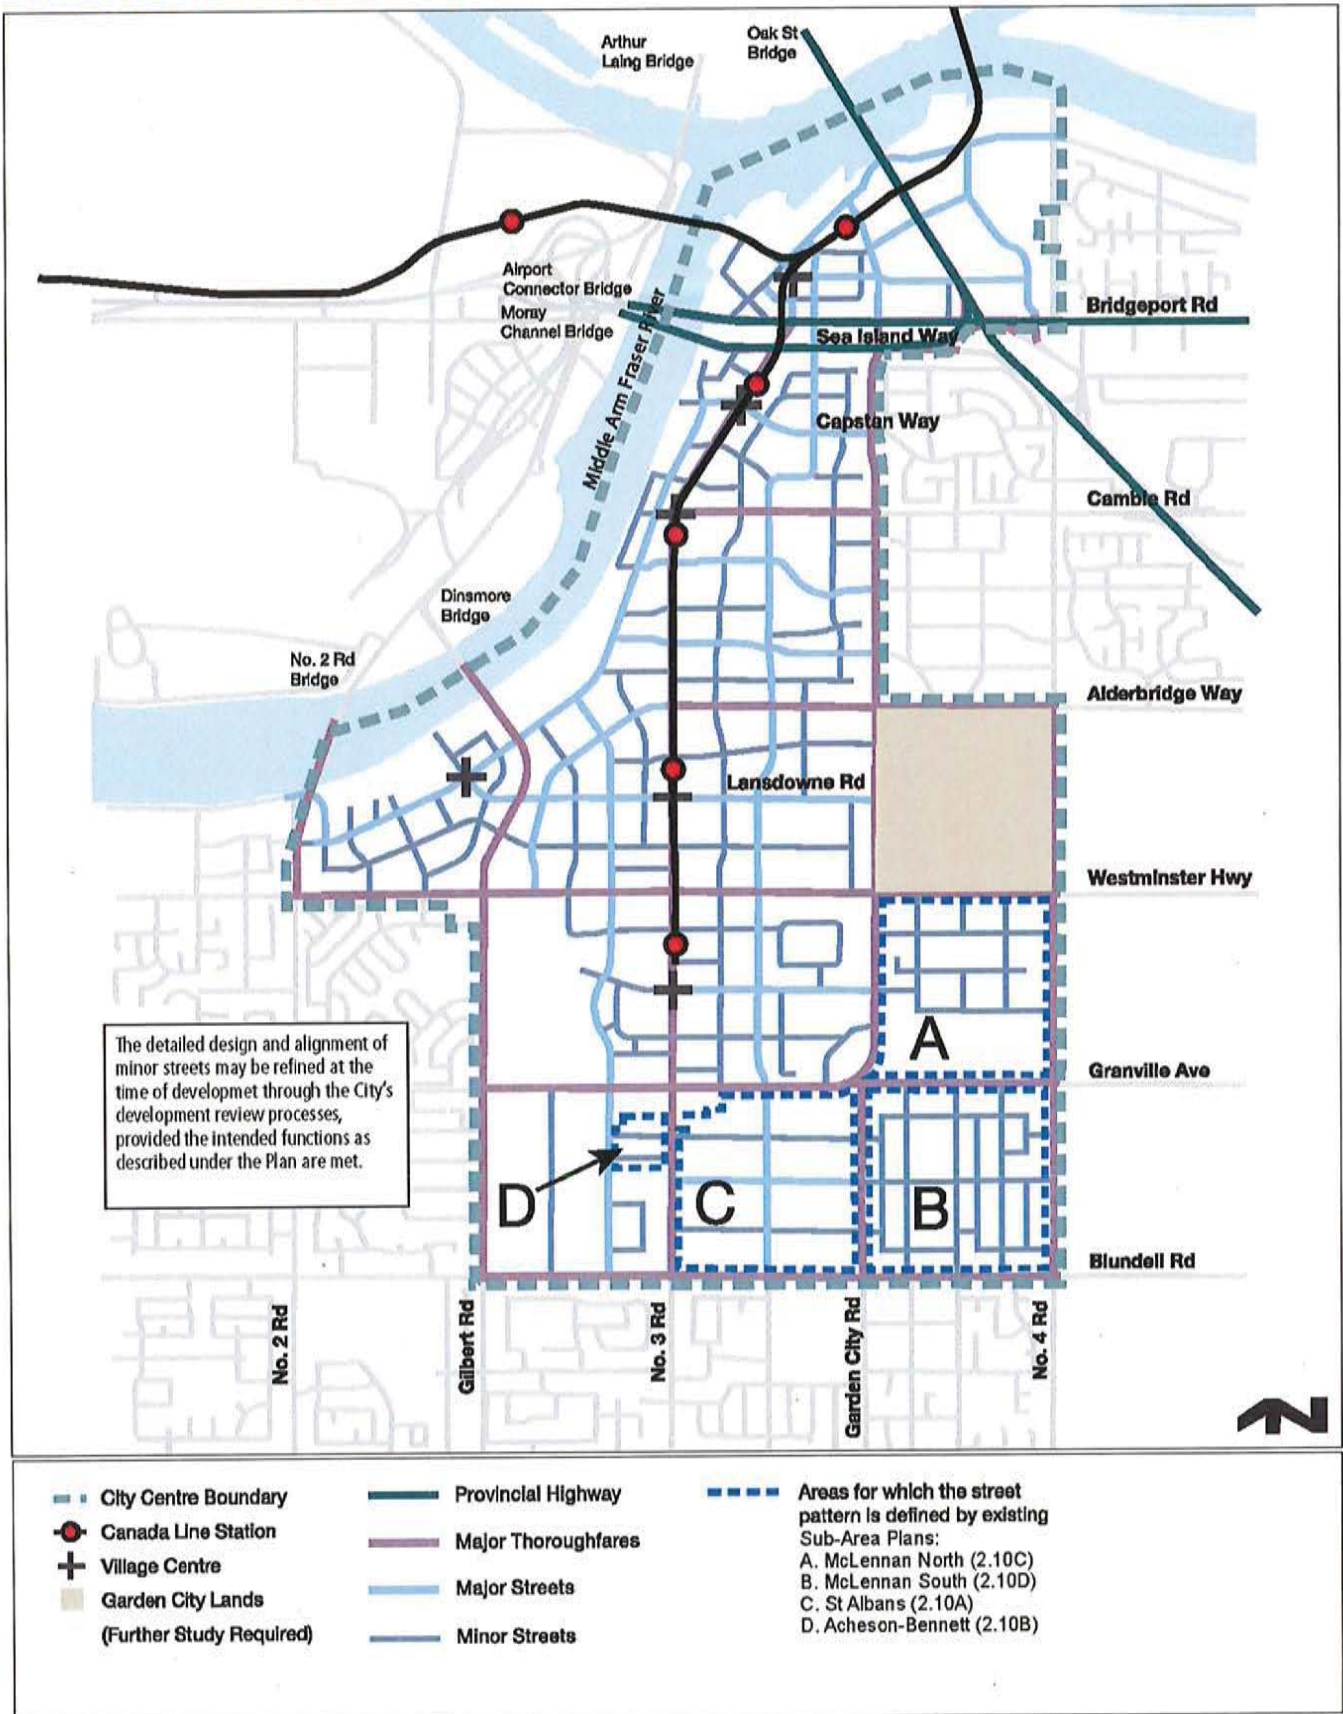 Arthur
Laing Bridge
Oak St
Bridge
Airport
Connector Bridge
Moray
Channel Bridge
Bridgeport Rd
Sea Island Way
Middle Arm Fraser River
Capstan Way
Cambie Rd
Dinsmore
Bridge
No. 2 Rd
Bridge
Alderbridge Way
Lansdowne Rd
Westminster Hwy
The detailed design and alignment of
minor streets may be refined at the
time of developmet through the City's
development review processes,
provided the intended functions as
described under the Plan are met.
A
Granville Ave
D
C
B
Blundell Rd
No. 2 Rd
Gilbert Rd
No. 3 Rd
Garden City Rd
No. 4 Rd
N
City Centre Boundary
Canada Line Station
Village Centre
Garden City Lands
(Further Study Required)
Provincial Highway
Major Thoroughfares
Major Streets
Minor Streets
Areas for which the street
pattern is defined by existing
Sub-Area Plans:
A. McLennan North (2.10C)
B. McLennan South (2.10D)
C. St Albans (2.10A)
D. Acheson-Bennett (2.10B)